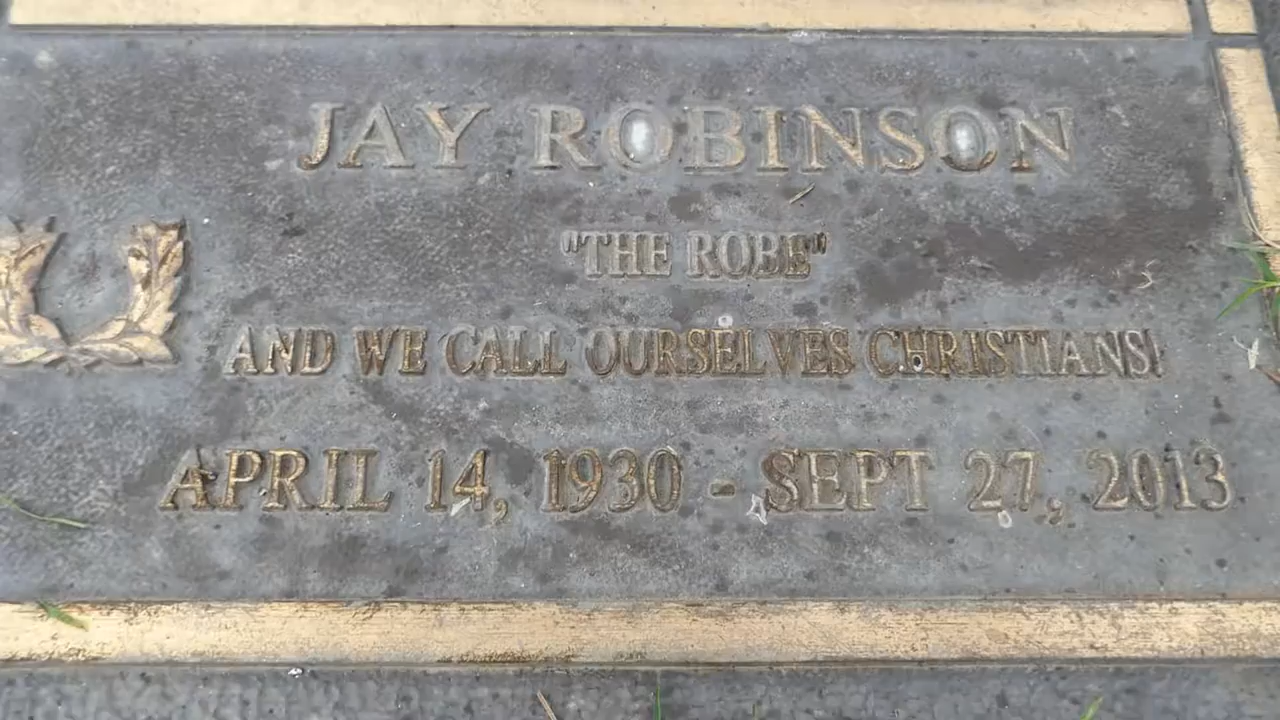 JAY ROBINSON
"THE ROBE"
AND WE CALL OURSELVES CHRISTIANS!
APRIL 14, 1930 - SEPT 27, 2013